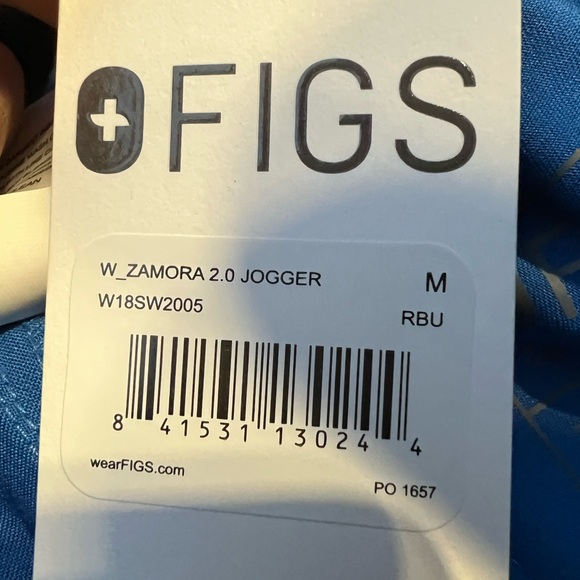 FIGS
W_ZAMORA 2.0 JOGGER M
W18SW2005 RBU
8 41531 13024 4
wearFIGS.com
PO 1657